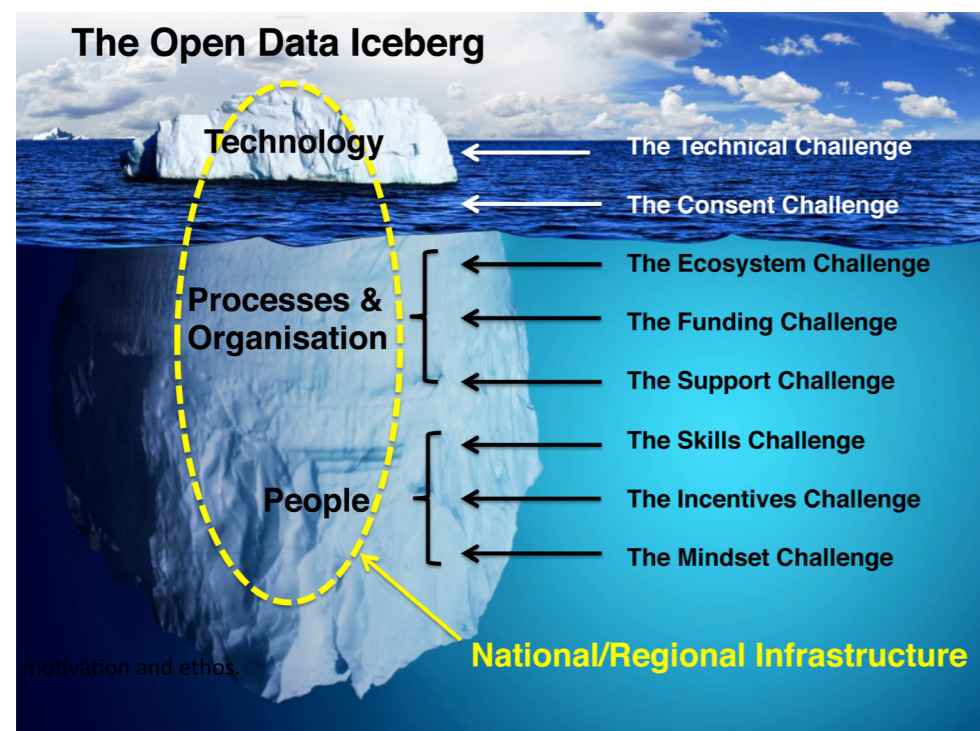 The Open Data Iceberg
Technology
The Technical Challenge
The Consent Challenge
The Ecosystem Challenge
Processes &
Organisation
The Funding Challenge
The Support Challenge
The Skills Challenge
People
The Incentives Challenge
The Mindset Challenge
National/Regional Infrastructure
motivation and ethos.